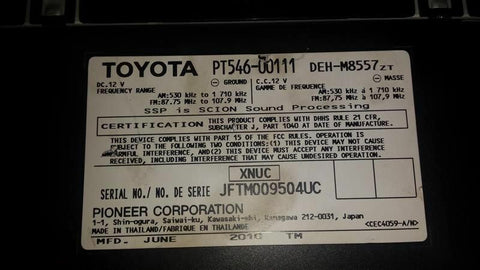 TOYOTA PT546-00111 DEH-M8557ZT
DC.12 V ⊖ GROUND C.C.12 V ⊖ MASSE
FREQUENCY RANGE GAMME DE FREQUENCE
AM:530 kHz to 1 710 kHz AM:530 kHz to 1 710 kHz
FM:87,75 MHz to 107,9 MHz FM:87,75 MHz to 107,9 MHz
SSP is SCION Sound Processing
CERTIFICATION THIS PRODUCT COMPLIES WITH DHHS RULE 21 CFR,
SUBCHAPTER J, PART 1040 AT DATE OF MANUFACTURE.
THIS DEVICE COMPLIES WITH PART 15 OF THE FCC RULES. OPERATION IS
SUBJECT TO THE FOLLOWING TWO CONDITIONS: (1) THIS DEVICE MAY NOT CAUSE
HARMFUL INTERFERENCE, AND (2) THIS DEVICE MUST ACCEPT ANY INTERFERENCE
RECEIVED, INCLUDING INTERFERENCE THAT MAY CAUSE UNDESIRED OPERATION.
XNUC
SERIAL NO./ NO. DE SERIE JFTM009504UC
PIONEER CORPORATION
1-1, Shin-ogura, Saiwai-ku, Kawasaki-shi, Kanagawa 212-0031, Japan
MADE IN THAILAND/FABRIQUE EN THAILANDE <CEC4059-A/N>
MFD. JUNE 2010 TM